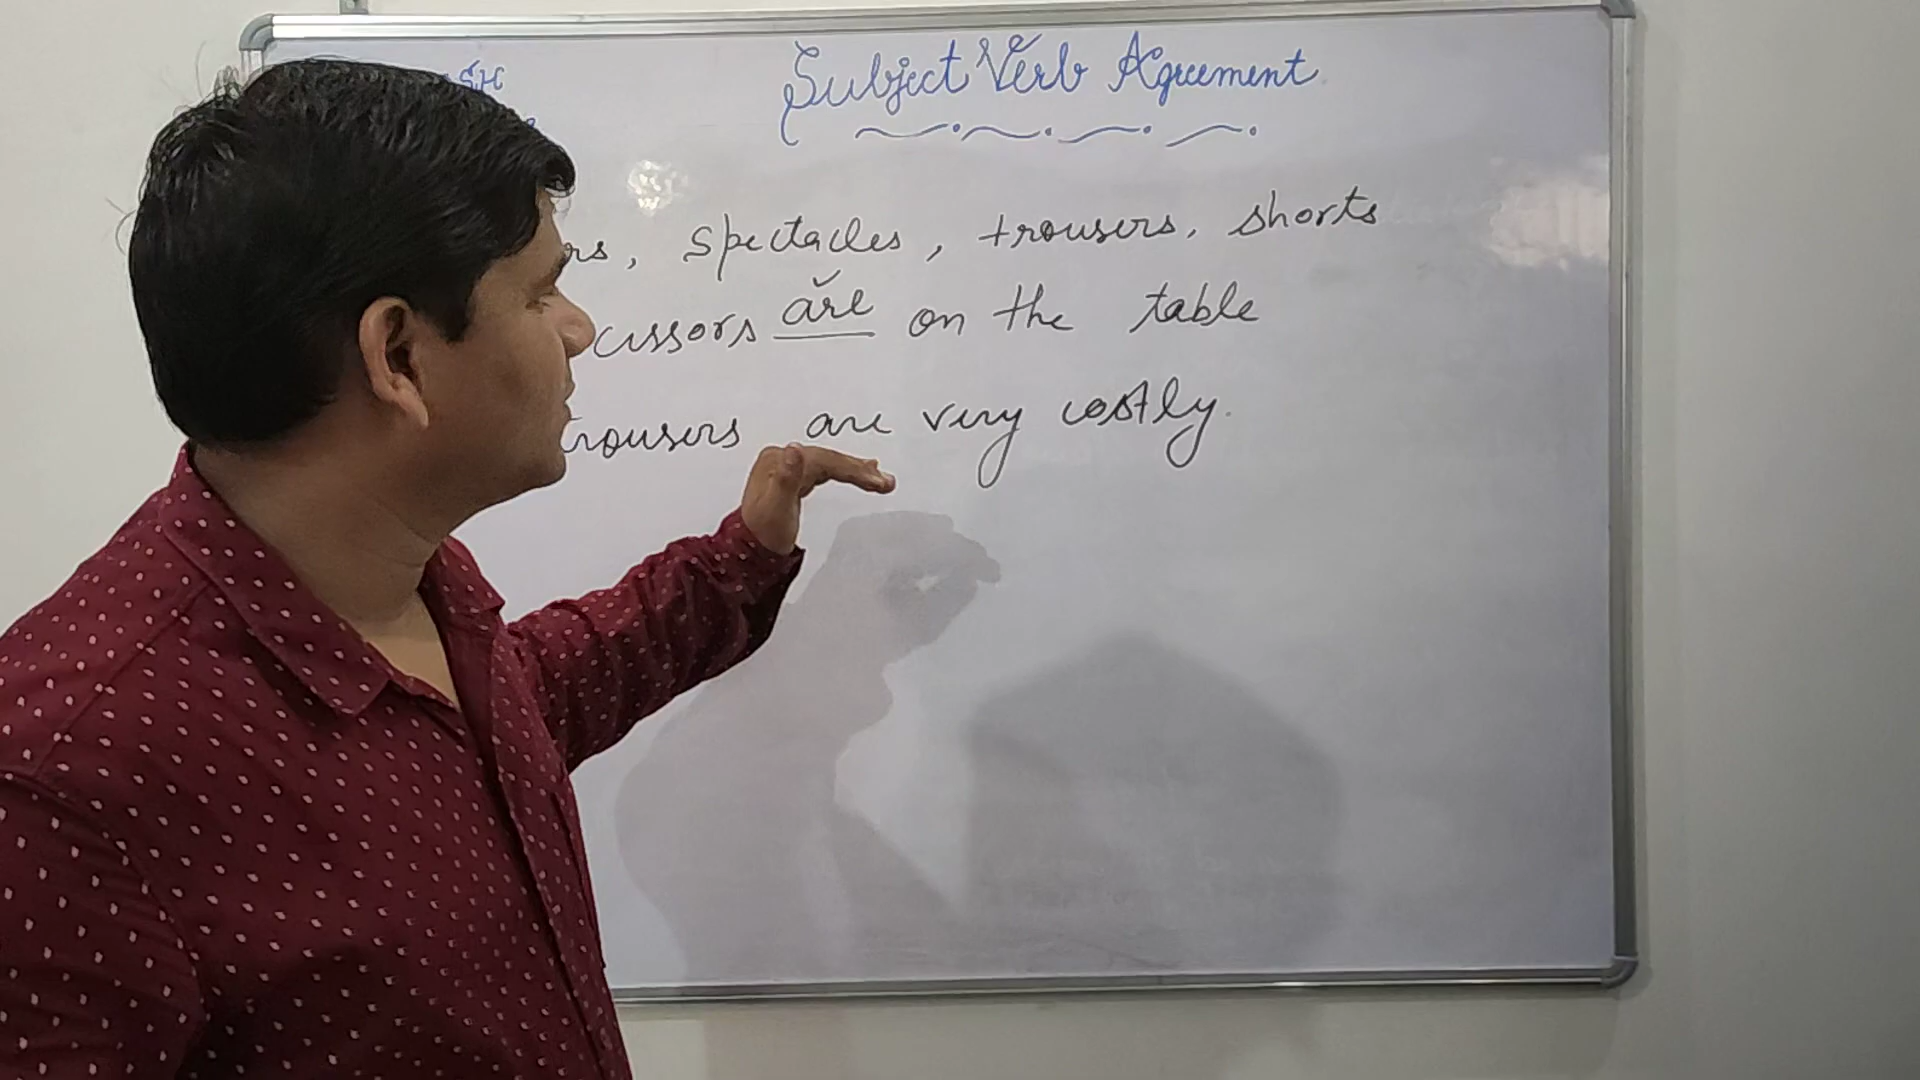 Subject Verb Agreement
spectacles, trousers, shorts
are on the table
are very costly.